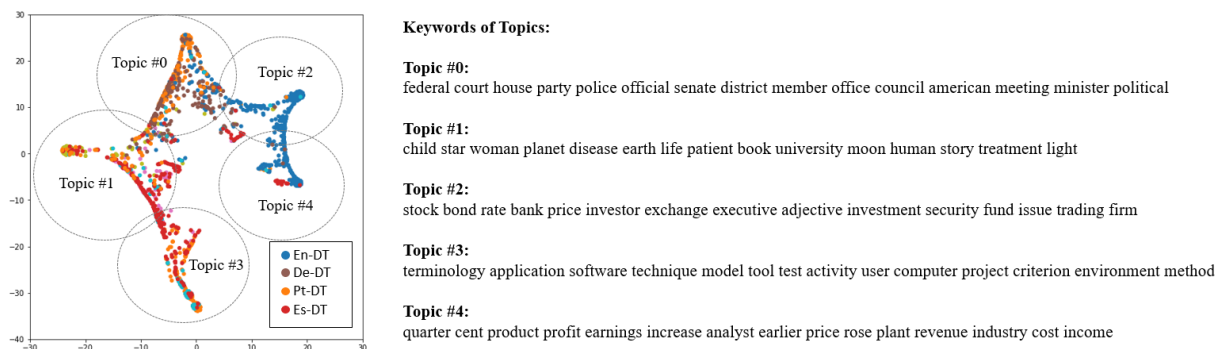 30
20
10
0
−10
−20
−30
−40
−30
−20
−10
0
10
20
30
Topic #0
Topic #2
Topic #1
Topic #4
Topic #3
En-DT
De-DT
Pt-DT
Es-DT
Keywords of Topics:
Topic #0:
federal court house party police official senate district member office council american meeting minister political
Topic #1:
child star woman planet disease earth life patient book university moon human story treatment light
Topic #2:
stock bond rate bank price investor exchange executive adjective investment security fund issue trading firm
Topic #3:
terminology application software technique model tool test activity user computer project criterion environment method
Topic #4:
quarter cent product profit earnings increase analyst earlier price rose plant revenue industry cost income